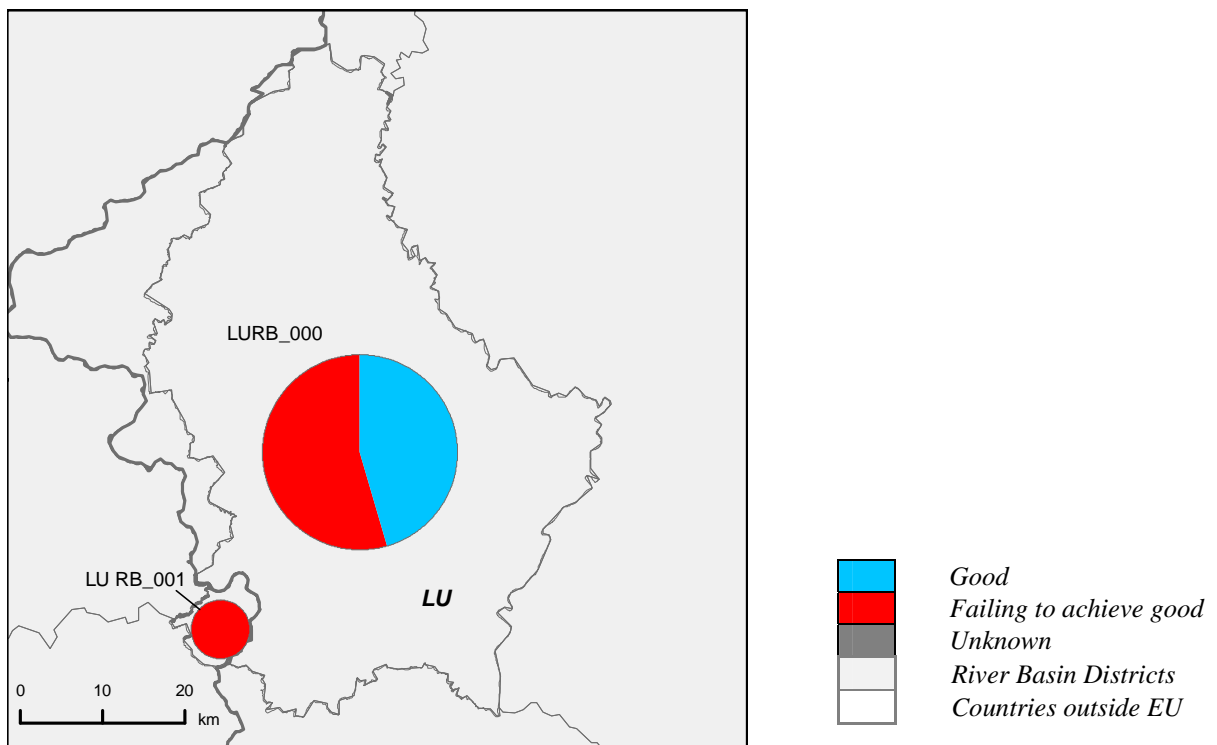 LURB_000
LU RB_001
LU
0 10 20
km
Good
Failing to achieve good
Unknown
River Basin Districts
Countries outside EU